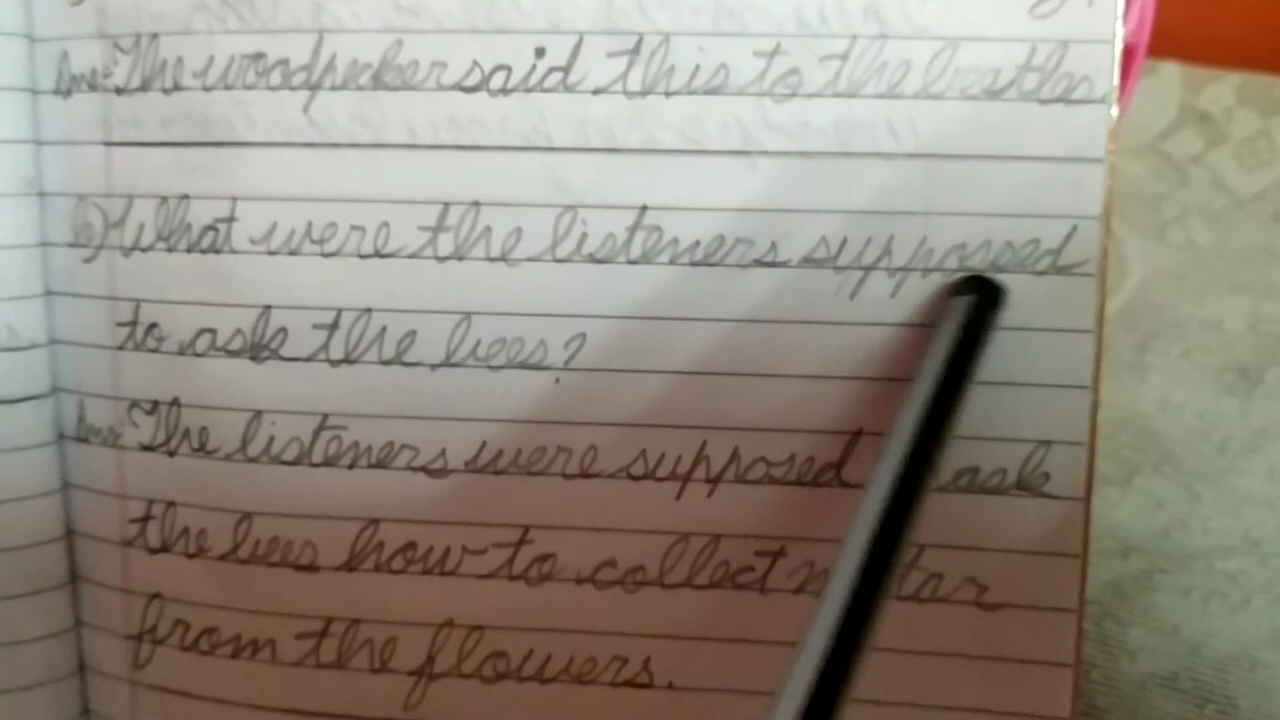 Ans:- The woodpecker said this to the beetles
b) What were the listeners supposed
to ask the bees?
Ans:- The listeners were supposed ask
the bees how to collect
from the flowers.